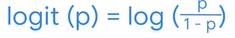 logit (p) = log (p/(1 - p))